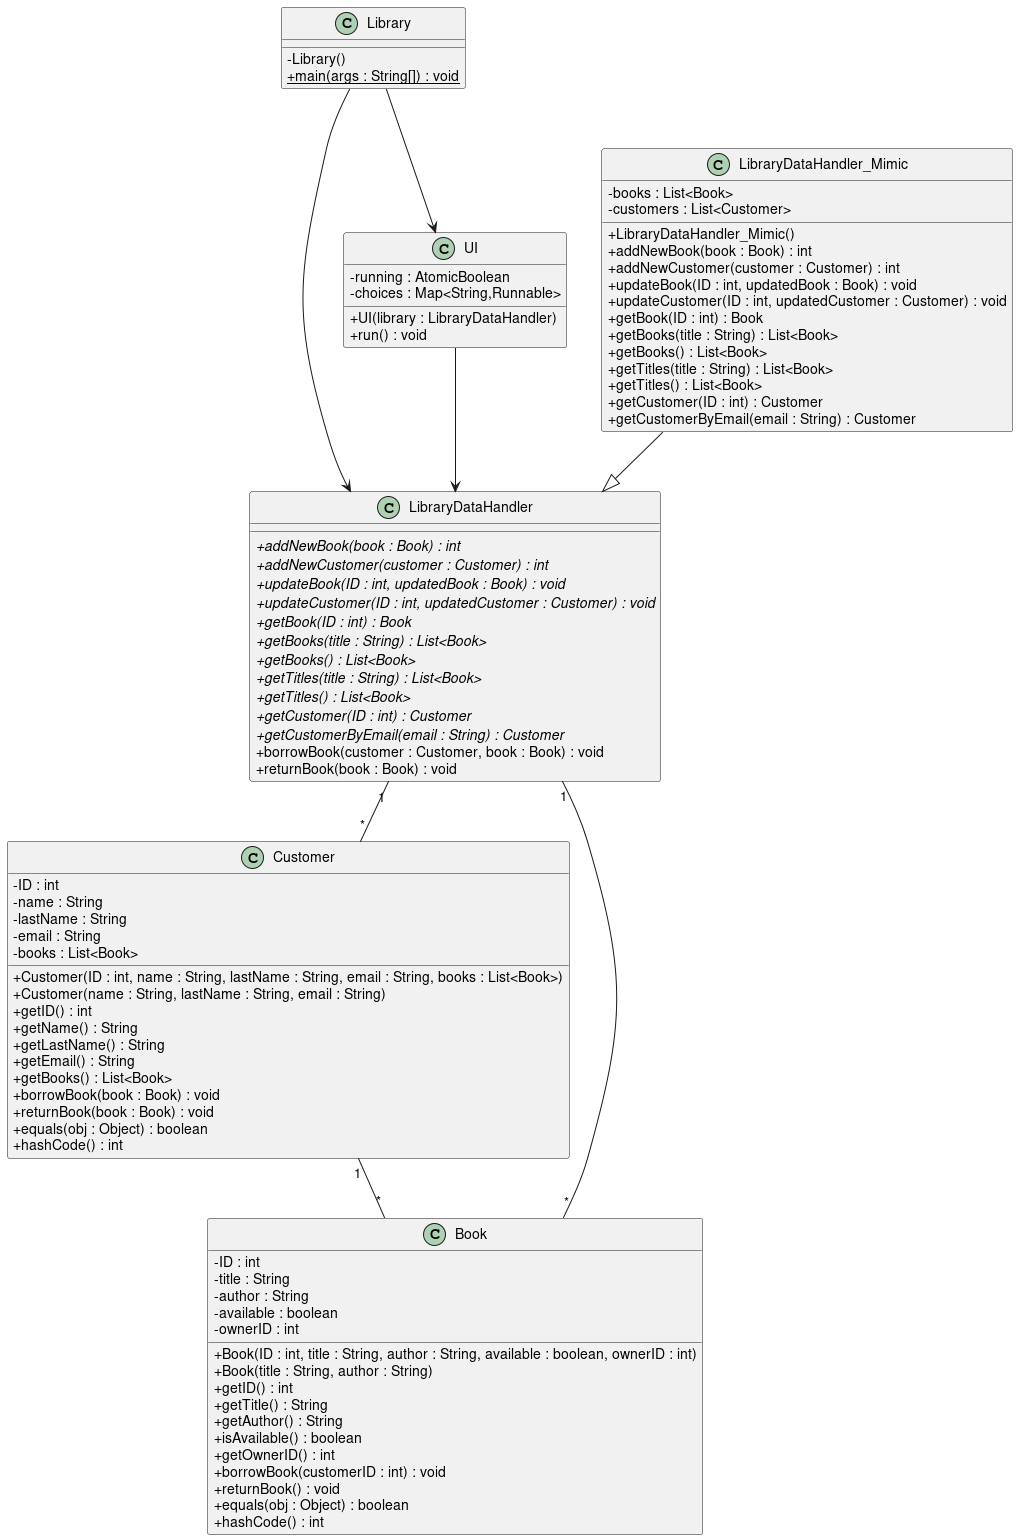 C Library
-Library()
+main(args : String[]) : void
C LibraryDataHandler_Mimic
-books : List<Book>
-customers : List<Customer>
+LibraryDataHandler_Mimic()
+addNewBook(book : Book) : int
+addNewCustomer(customer : Customer) : int
+updateBook(ID : int, updatedBook : Book) : void
+updateCustomer(ID : int, updatedCustomer : Customer) : void
+getBook(ID : int) : Book
+getBooks(title : String) : List<Book>
+getBooks() : List<Book>
+getTitles(title : String) : List<Book>
+getTitles() : List<Book>
+getCustomer(ID : int) : Customer
+getCustomerByEmail(email : String) : Customer
C UI
-running : AtomicBoolean
-choices : Map<String,Runnable>
+UI(library : LibraryDataHandler)
+run() : void
C LibraryDataHandler
+addNewBook(book : Book) : int
+addNewCustomer(customer : Customer) : int
+updateBook(ID : int, updatedBook : Book) : void
+updateCustomer(ID : int, updatedCustomer : Customer) : void
+getBook(ID : int) : Book
+getBooks(title : String) : List<Book>
+getBooks() : List<Book>
+getTitles(title : String) : List<Book>
+getTitles() : List<Book>
+getCustomer(ID : int) : Customer
+getCustomerByEmail(email : String) : Customer
+borrowBook(customer : Customer, book : Book) : void
+returnBook(book : Book) : void
1
1
*
C Customer
-ID : int
-name : String
-lastName : String
-email : String
-books : List<Book>
+Customer(ID : int, name : String, lastName : String, email : String, books : List<Book>)
+Customer(name : String, lastName : String, email : String)
+getID() : int
+getName() : String
+getLastName() : String
+getEmail() : String
+getBooks() : List<Book>
+borrowBook(book : Book) : void
+returnBook(book : Book) : void
+equals(obj : Object) : boolean
+hashCode() : int
1
*
*
C Book
-ID : int
-title : String
-author : String
-available : boolean
-ownerID : int
+Book(ID : int, title : String, author : String, available : boolean, ownerID : int)
+Book(title : String, author : String)
+getID() : int
+getTitle() : String
+getAuthor() : String
+isAvailable() : boolean
+getOwnerID() : int
+borrowBook(customerID : int) : void
+returnBook() : void
+equals(obj : Object) : boolean
+hashCode() : int